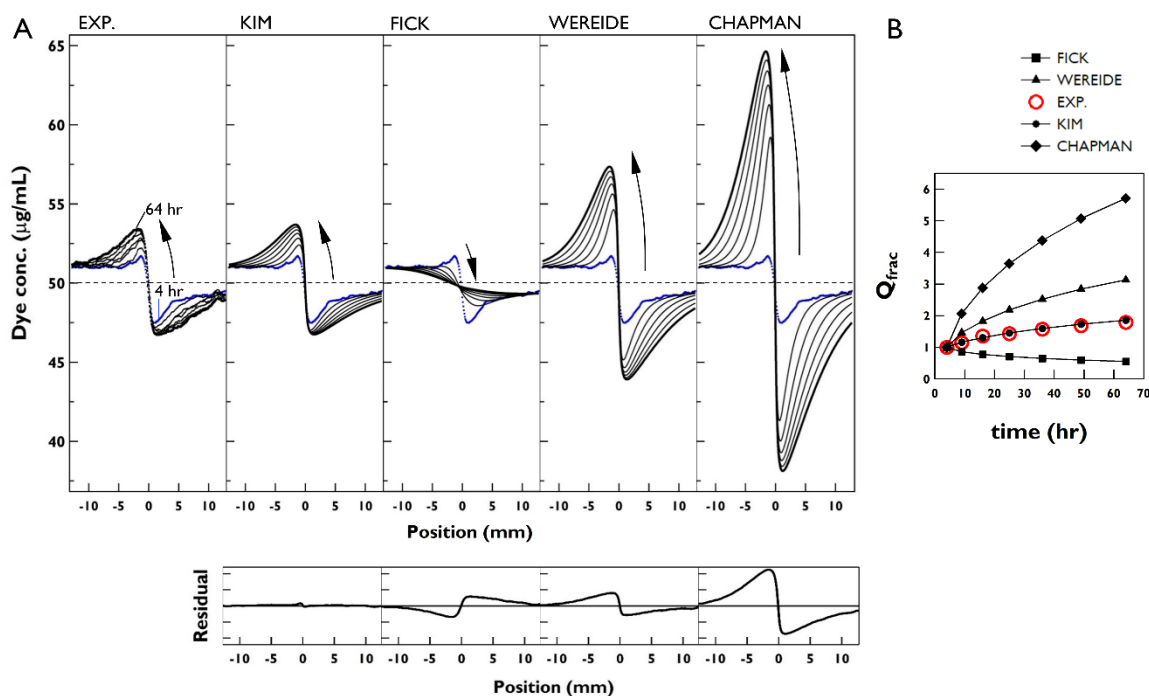 A
EXP.
KIM
FICK
WEREIDE
CHAPMAN
65
60
55
50
45
40
Dye conc. (μg/mL)
64 hr
4 hr
-10 -5 0 5 10
-10 -5 0 5 10
-10 -5 0 5 10
-10 -5 0 5 10
-10 -5 0 5 10
Position (mm)
Residual
-10 -5 0 5 10
-10 -5 0 5 10
-10 -5 0 5 10
-10 -5 0 5 10
Position (mm)
B
FICK
WEREIDE
EXP.
KIM
CHAPMAN
6
5
4
3
2
1
0
Qfrac
0 10 20 30 40 50 60 70
time (hr)